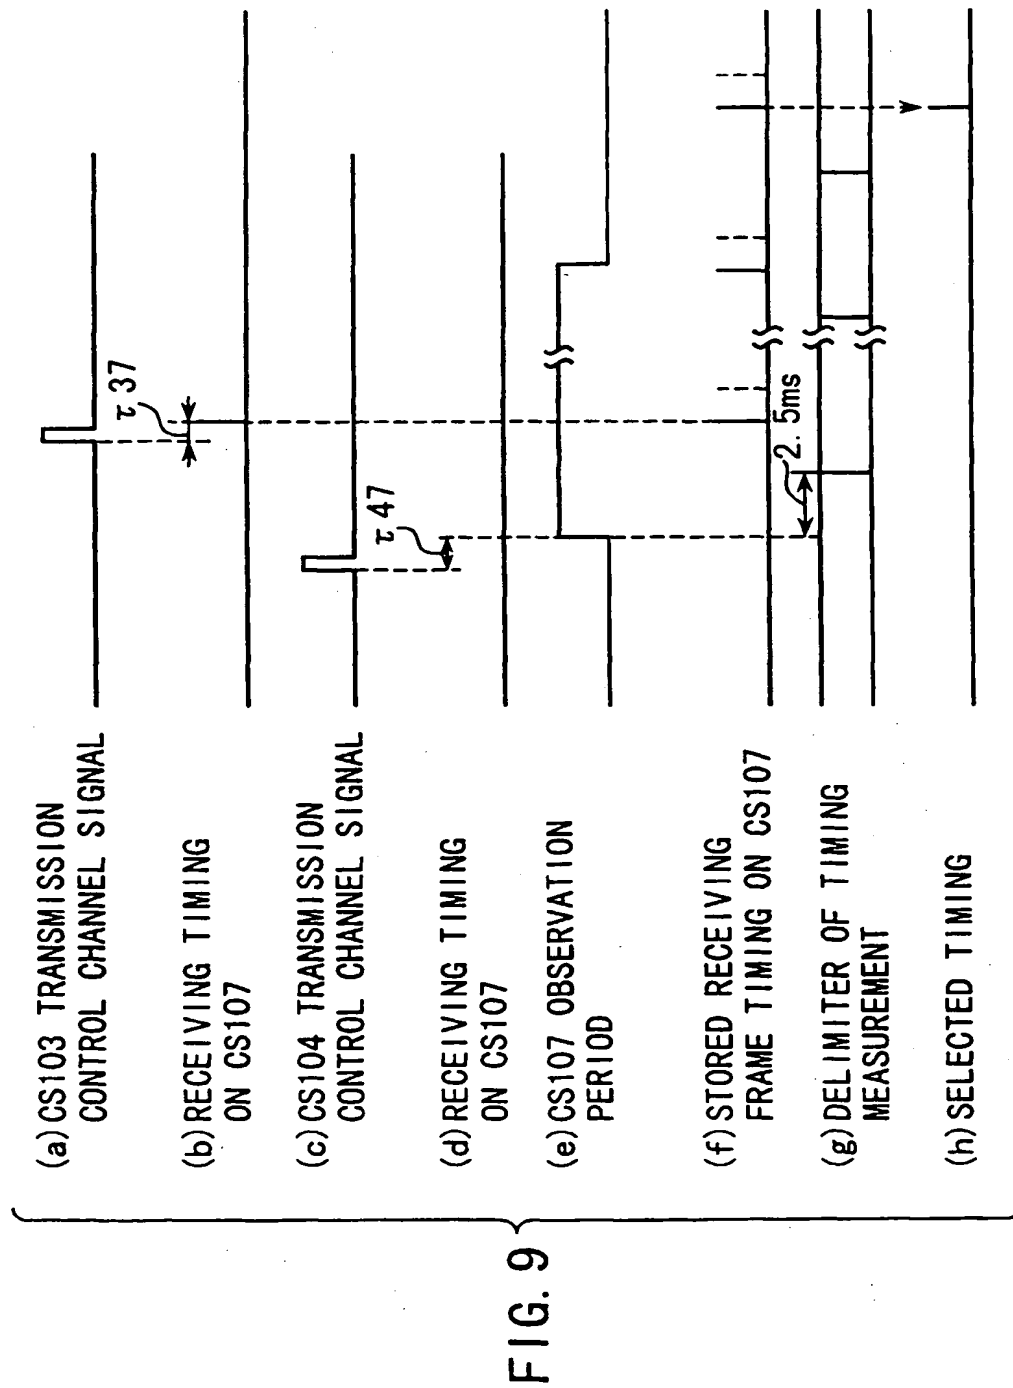 (a) CS103 TRANSMISSION
CONTROL CHANNEL SIGNAL
τ 37
(b) RECEIVING TIMING
ON CS107
(c) CS104 TRANSMISSION
CONTROL CHANNEL SIGNAL
τ 47
(d) RECEIVING TIMING
ON CS107
(e) CS107 OBSERVATION
PERIOD
(f) STORED RECEIVING
FRAME TIMING ON CS107
2. 5ms
(g) DELIMITER OF TIMING
MEASUREMENT
(h) SELECTED TIMING
FIG. 9